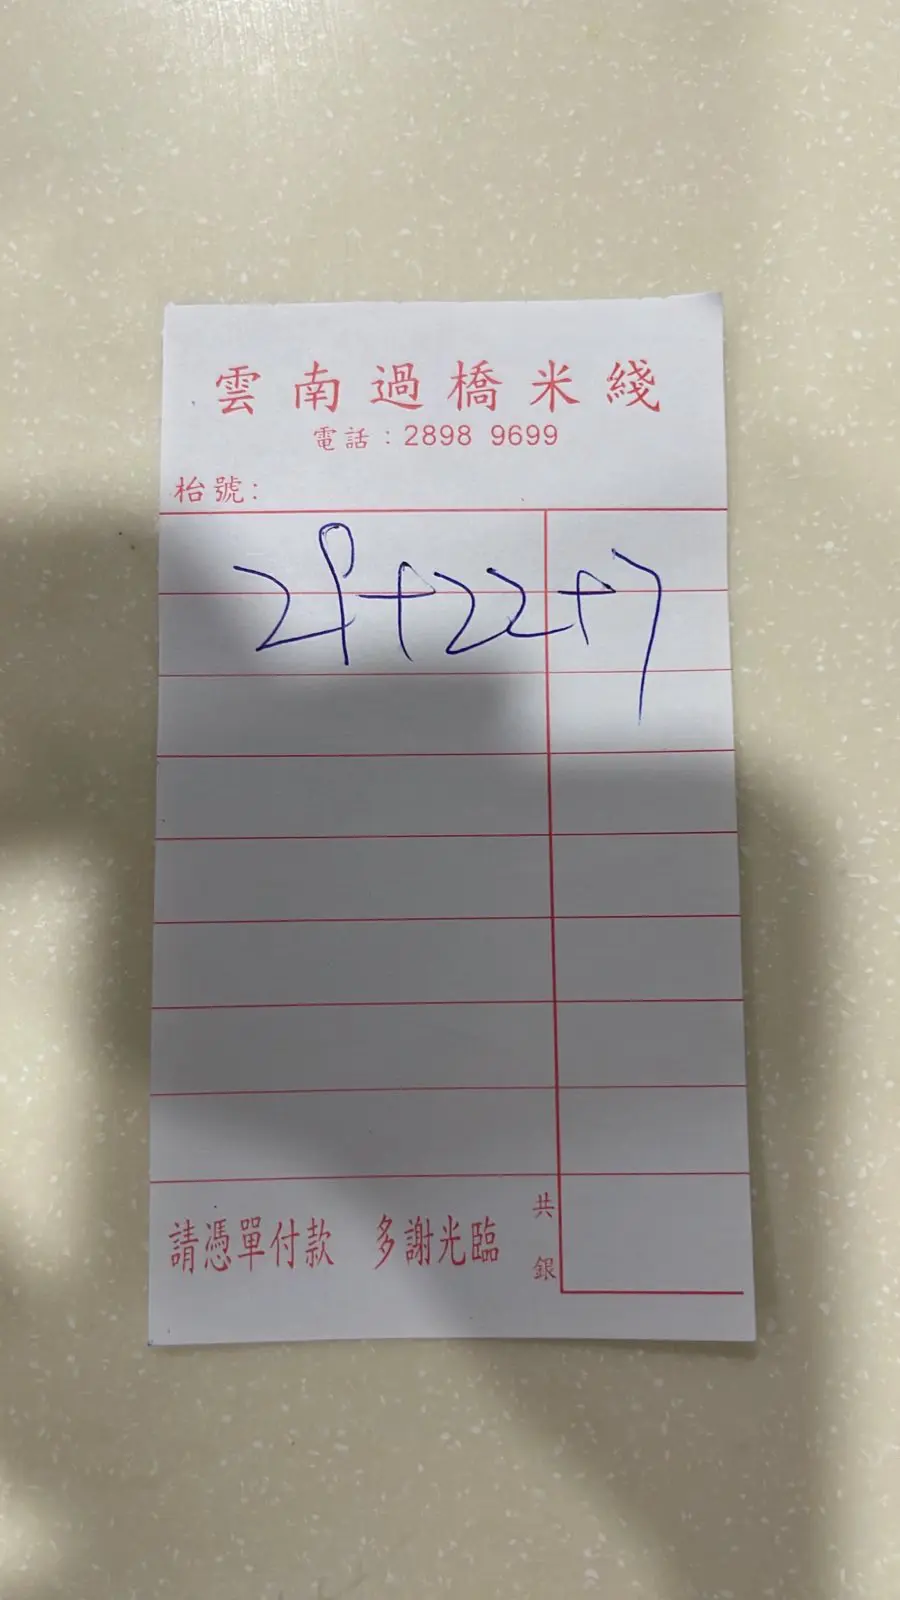 雲南過橋米綫
電話：2898 9699
枱號：
29+22+7
請憑單付款 多謝光臨
共銀